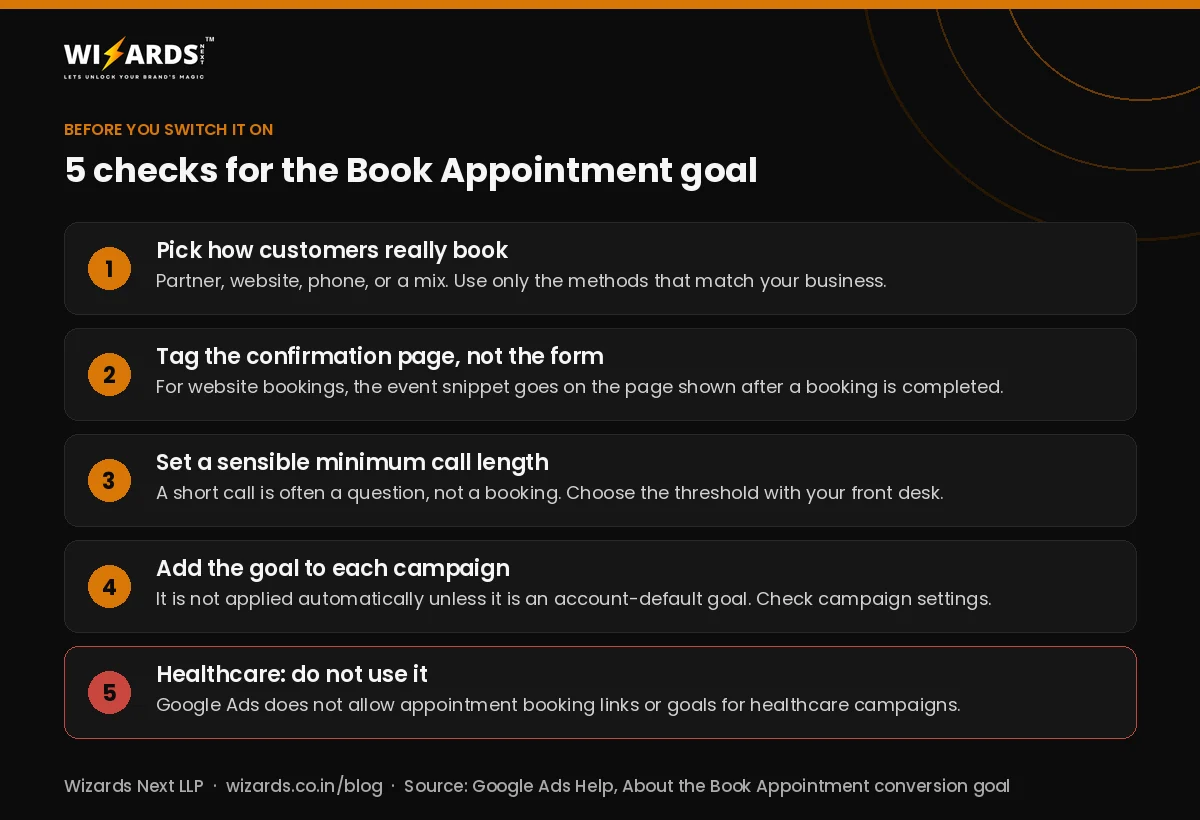 WIZARDS NEXT ™
LETS UNLOCK YOUR BRAND'S MAGIC
BEFORE YOU SWITCH IT ON
5 checks for the Book Appointment goal
1
Pick how customers really book
Partner, website, phone, or a mix. Use only the methods that match your business.
2
Tag the confirmation page, not the form
For website bookings, the event snippet goes on the page shown after a booking is completed.
3
Set a sensible minimum call length
A short call is often a question, not a booking. Choose the threshold with your front desk.
4
Add the goal to each campaign
It is not applied automatically unless it is an account-default goal. Check campaign settings.
5
Healthcare: do not use it
Google Ads does not allow appointment booking links or goals for healthcare campaigns.
Wizards Next LLP · wizards.co.in/blog · Source: Google Ads Help, About the Book Appointment conversion goal